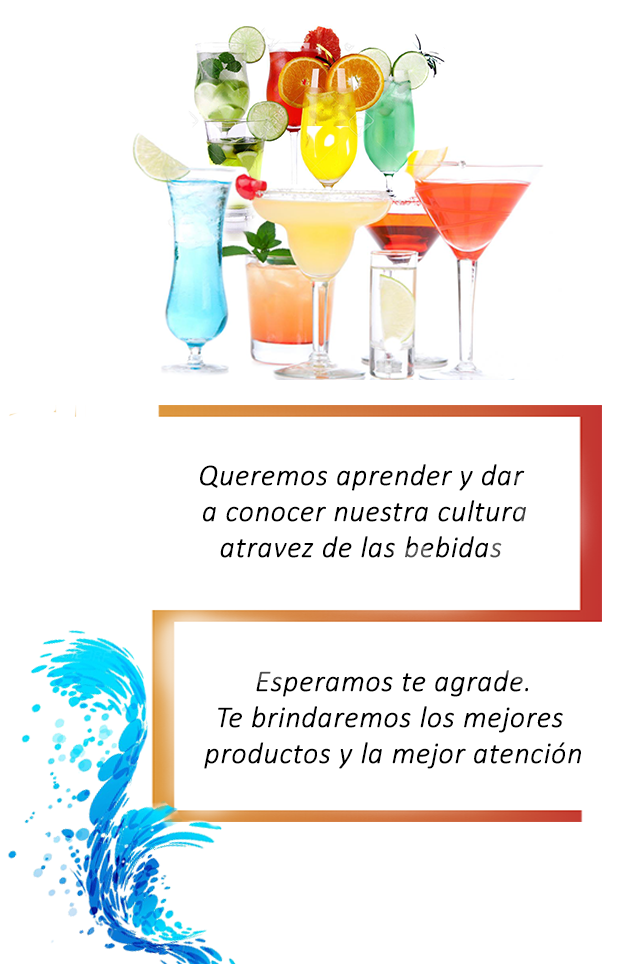 Queremos aprender y dar
a conocer nuestra cultura
atravez de las bebidas
Esperamos te agrade.
Te brindaremos los mejores
productos y la mejor atención